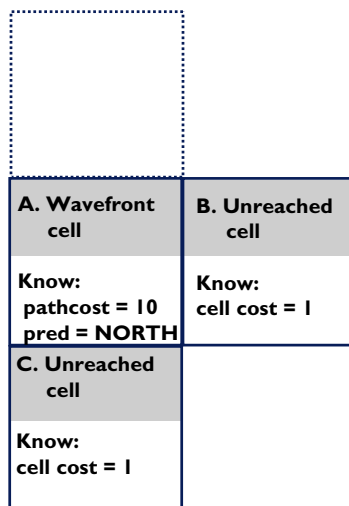 A. Wavefront
cell
Know:
pathcost = 10
pred = NORTH
B. Unreached
cell
Know:
cell cost = 1
C. Unreached
cell
Know:
cell cost = 1